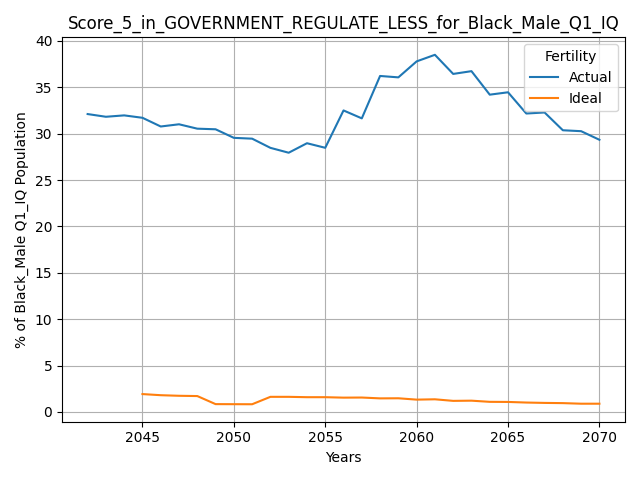 Score_5_in_GOVERNMENT_REGULATE_LESS_for_Black_Male_Q1_IQ
Fertility
Actual
Ideal
40
35
30
25
20
15
10
5
0
% of Black_Male Q1_IQ Population
2045 2050 2055 2060 2065 2070
Years